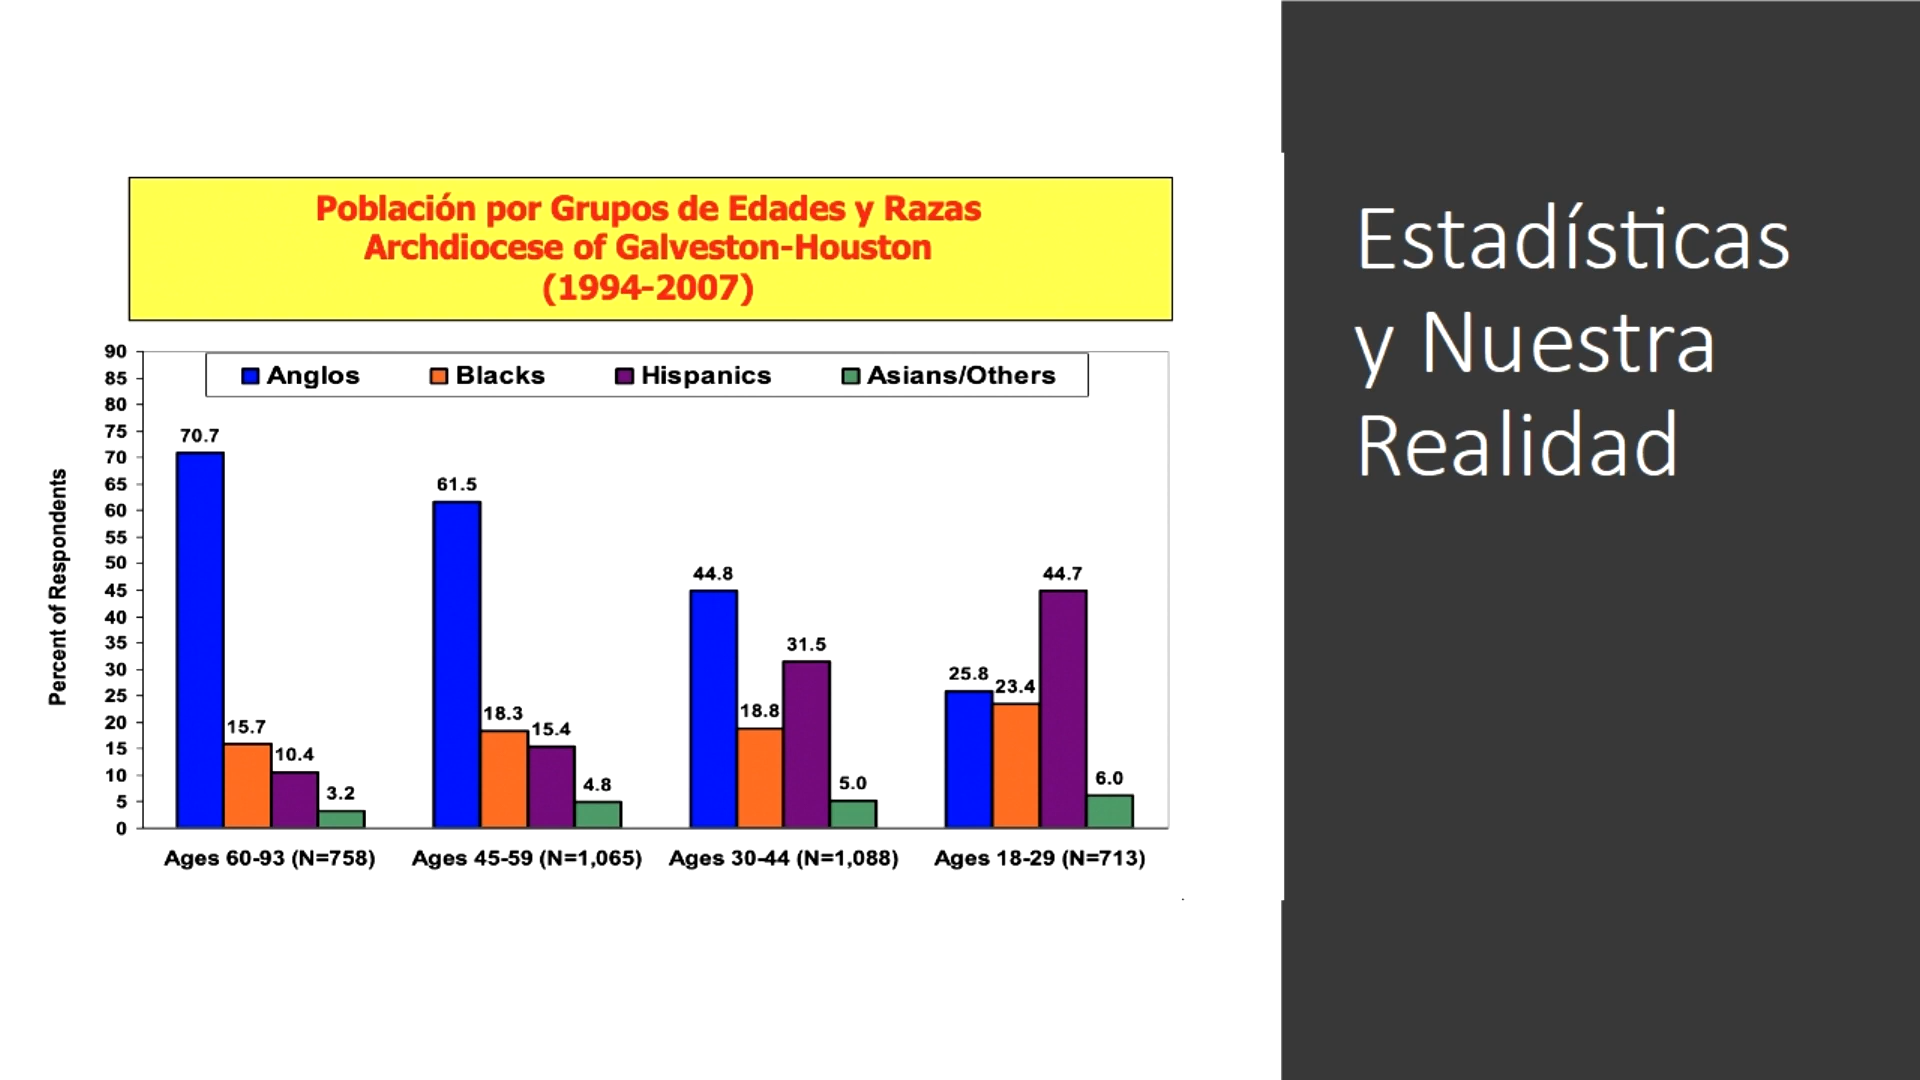 Población por Grupos de Edades y Razas
Archdiocese of Galveston-Houston
(1994-2007)
Anglos Blacks Hispanics Asians/Others
Percent of Respondents
90
85
80
75
70
65
60
55
50
45
40
35
30
25
20
15
10
5
0
70.7 15.7 10.4 3.2
61.5 18.3 15.4 4.8
44.8 18.8 31.5 5.0
25.8 23.4 44.7 6.0
Ages 60-93 (N=758) Ages 45-59 (N=1,065) Ages 30-44 (N=1,088) Ages 18-29 (N=713)
Estadísticas
y Nuestra
Realidad